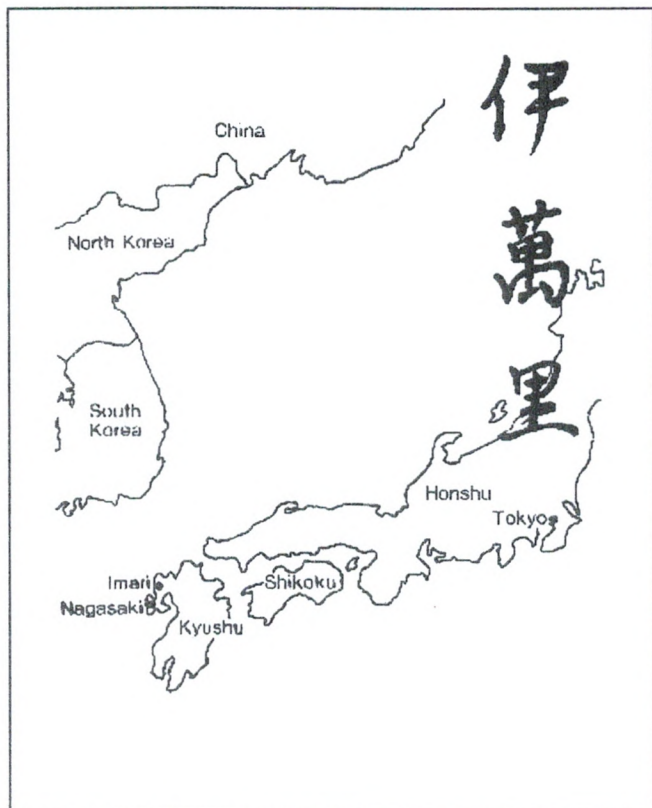 伊萬里
China
North Korea
South
Korea
Honshu
Tokyo
Imari
Nagasaki
Shikoku
Kyushu